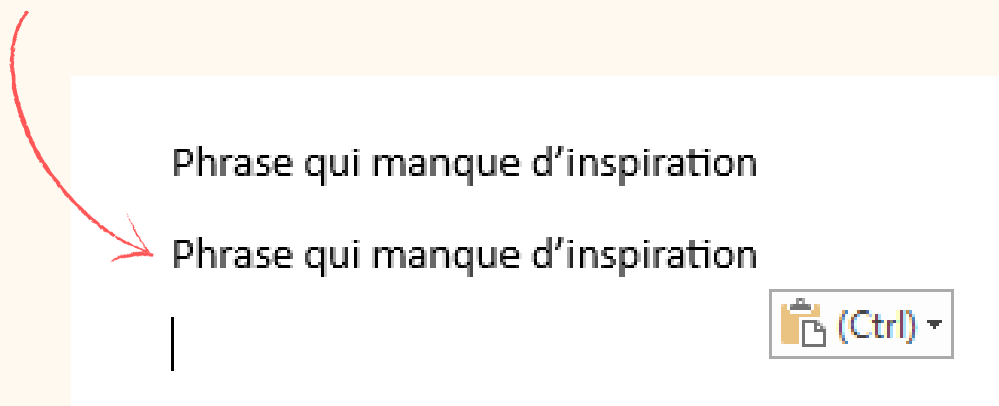 Phrase qui manque d’inspiration
Phrase qui manque d’inspiration
(Ctrl)